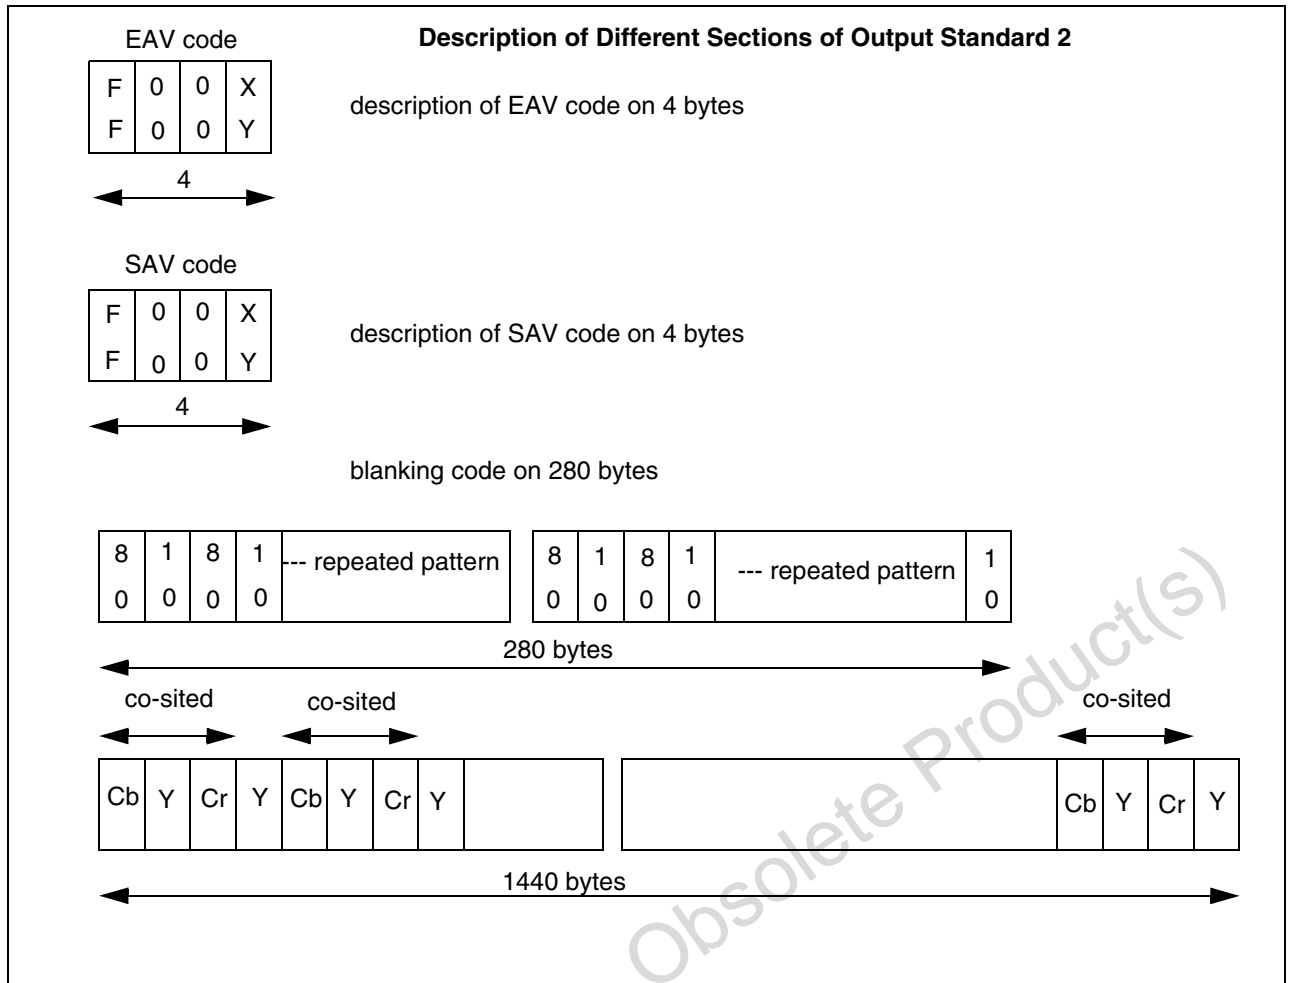 EAV code
Description of Different Sections of Output Standard 2
F 0 0 X
F 0 0 Y
description of EAV code on 4 bytes
4
SAV code
F 0 0 X
F 0 0 Y
description of SAV code on 4 bytes
4
blanking code on 280 bytes
8 1 8 1 --- repeated pattern 8 1 8 1 --- repeated pattern 1
0 0 0 0 0 0 0 0 0
280 bytes
co-sited co-sited co-sited
Cb Y Cr Y Cb Y Cr Y Cb Y Cr Y
1440 bytes
Obsolete Product(s)